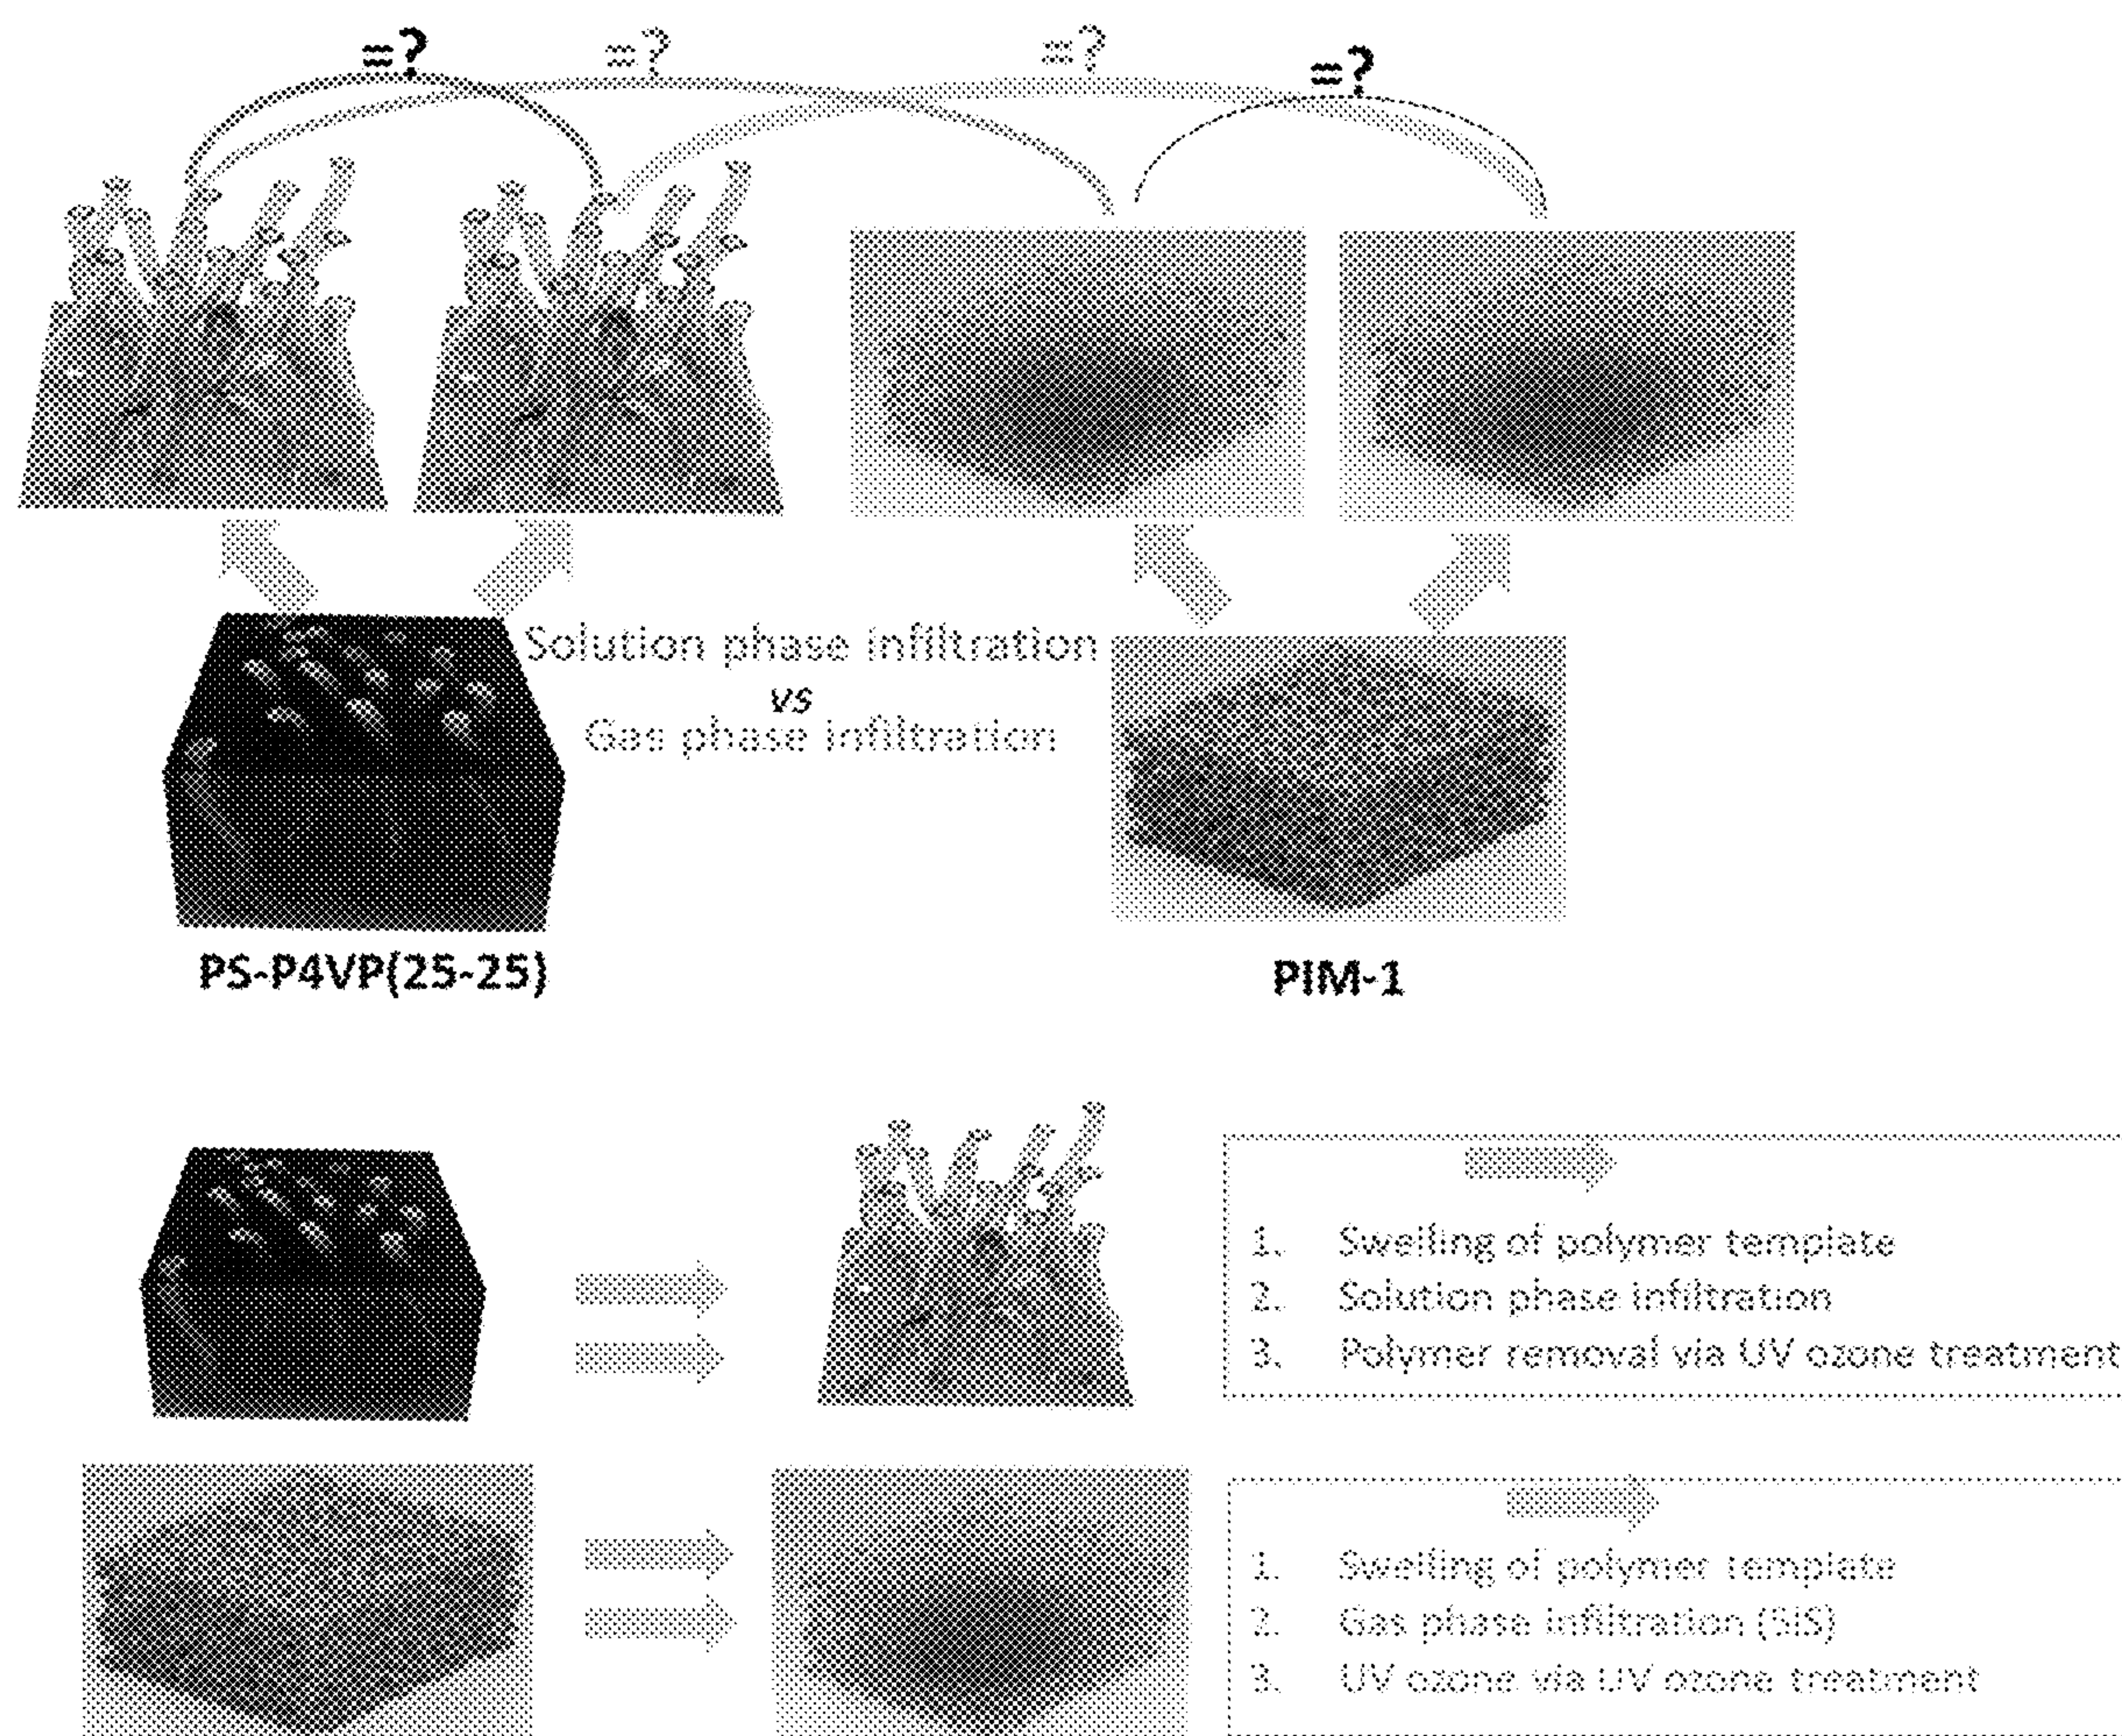 =?
=?
=?
=?
Solution phase infiltration
vs
Gas phase infiltration
PS-P4VP(25-25)
PIM-1
1. Swelling of polymer template
2. Solution phase infiltration
3. Polymer removal via UV ozone treatment
1. Swelling of polymer template
2. Gas phase infiltration (SIS)
3. UV ozone via UV ozone treatment